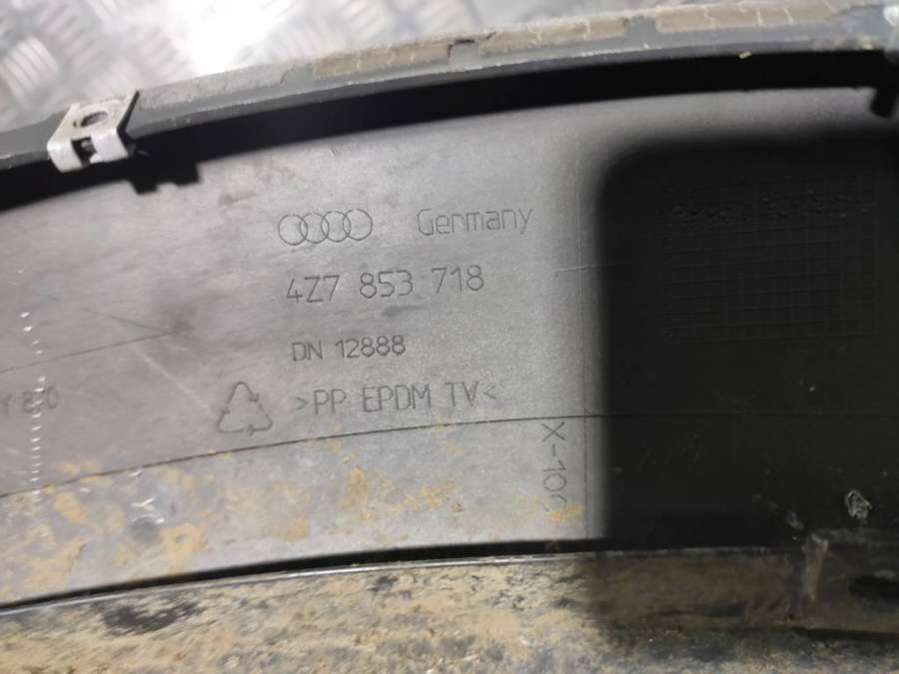 Germany
4Z7 853 718
DN 12888
>PP EPDM TV<